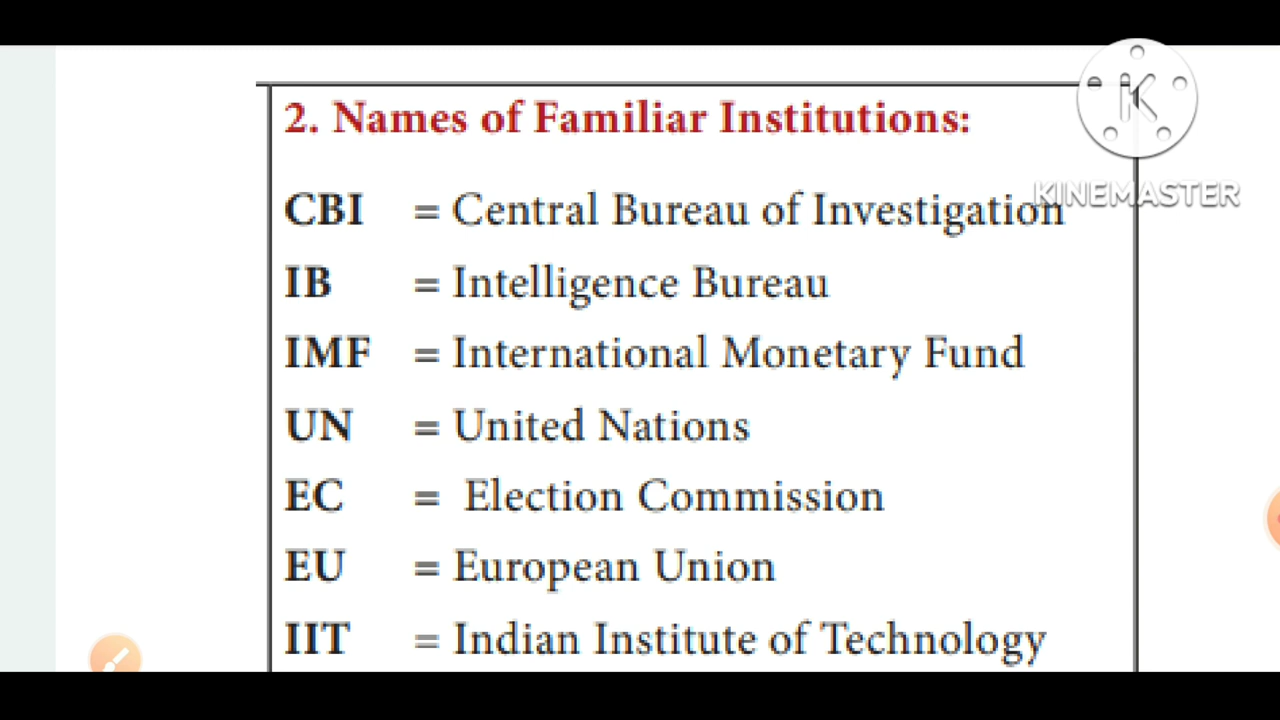 2. Names of Familiar Institutions:
KINEMASTER
CBI = Central Bureau of Investigation
IB = Intelligence Bureau
IMF = International Monetary Fund
UN = United Nations
EC = Election Commission
EU = European Union
IIT = Indian Institute of Technology